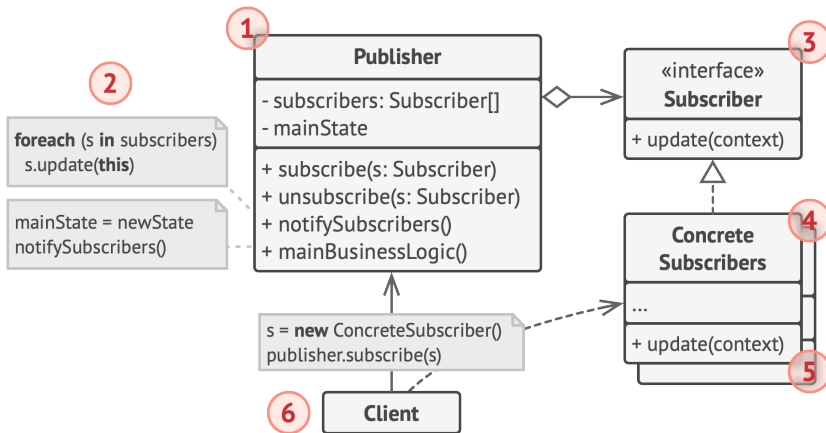 1
Publisher
- subscribers: Subscriber[]
- mainState
+ subscribe(s: Subscriber)
+ unsubscribe(s: Subscriber)
+ notifySubscribers()
+ mainBusinessLogic()
2
foreach (s in subscribers)
s.update(this)
mainState = newState
notifySubscribers()
3
«interface»
Subscriber
+ update(context)
4
Concrete
Subscribers
...
+ update(context)
5
s = new ConcreteSubscriber()
publisher.subscribe(s)
6
Client